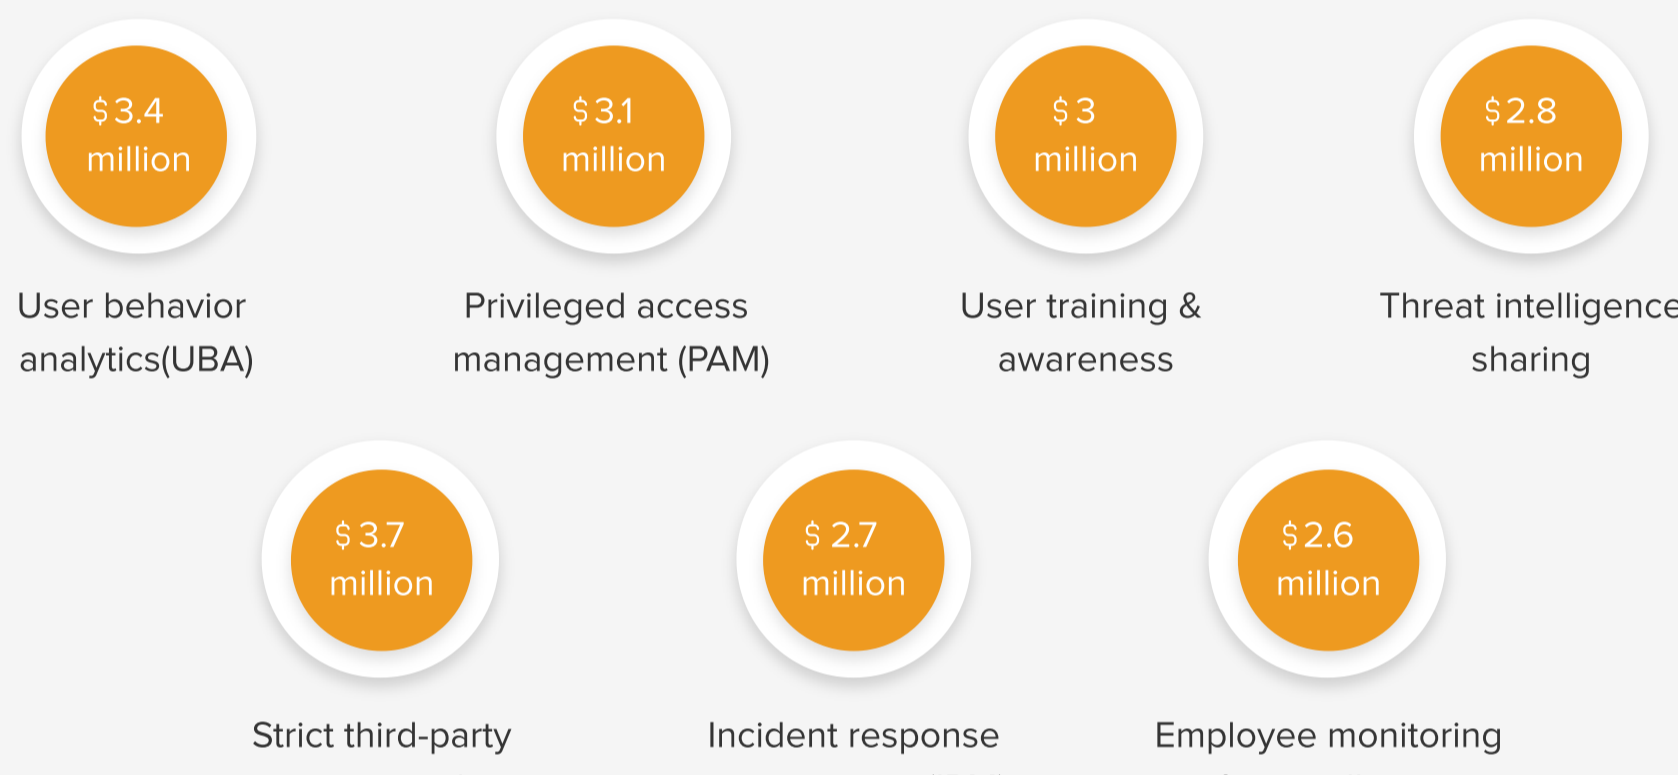 $3.4
million
$3.1
million
$3
million
$2.8
million
User behavior
analytics(UBA)
Privileged access
management (PAM)
User training &
awareness
Threat intelligence
sharing
$ 3.7
million
$ 2.7
million
$2.6
million
Strict third-party
Incident response
Employee monitoring